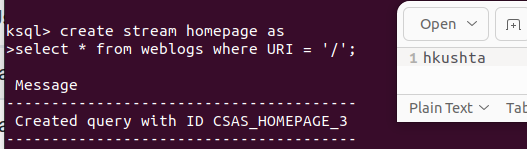 ksql> create stream homepage as
>select * from weblogs where URI = '/';
Message
----------------------------------------
Created query with ID CSAS_HOMEPAGE_3
----------------------------------------
Open
1 hkushta
Plain Text